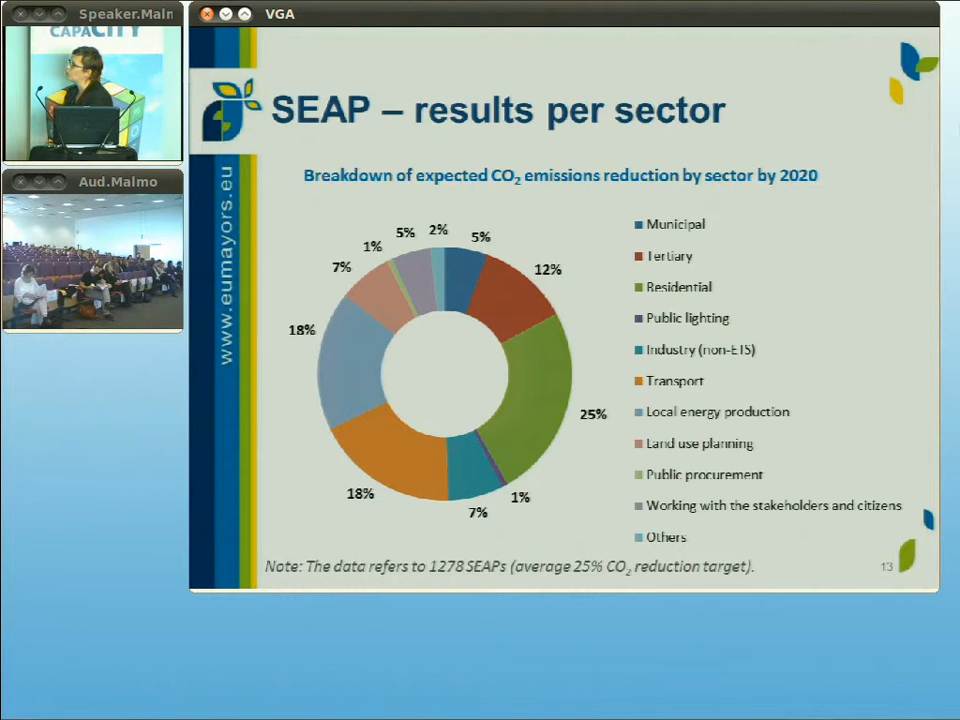 Speaker.Malm
CAPACITY
Aud.Malmo
VGA
www.eumayors.eu
SEAP – results per sector
Breakdown of expected CO₂ emissions reduction by sector by 2020
5%
12%
25%
1%
7%
18%
18%
7%
1%
5%
2%
Municipal
Tertiary
Residential
Public lighting
Industry (non-ETS)
Transport
Local energy production
Land use planning
Public procurement
Working with the stakeholders and citizens
Others
Note: The data refers to 1278 SEAPs (average 25% CO₂ reduction target).
13